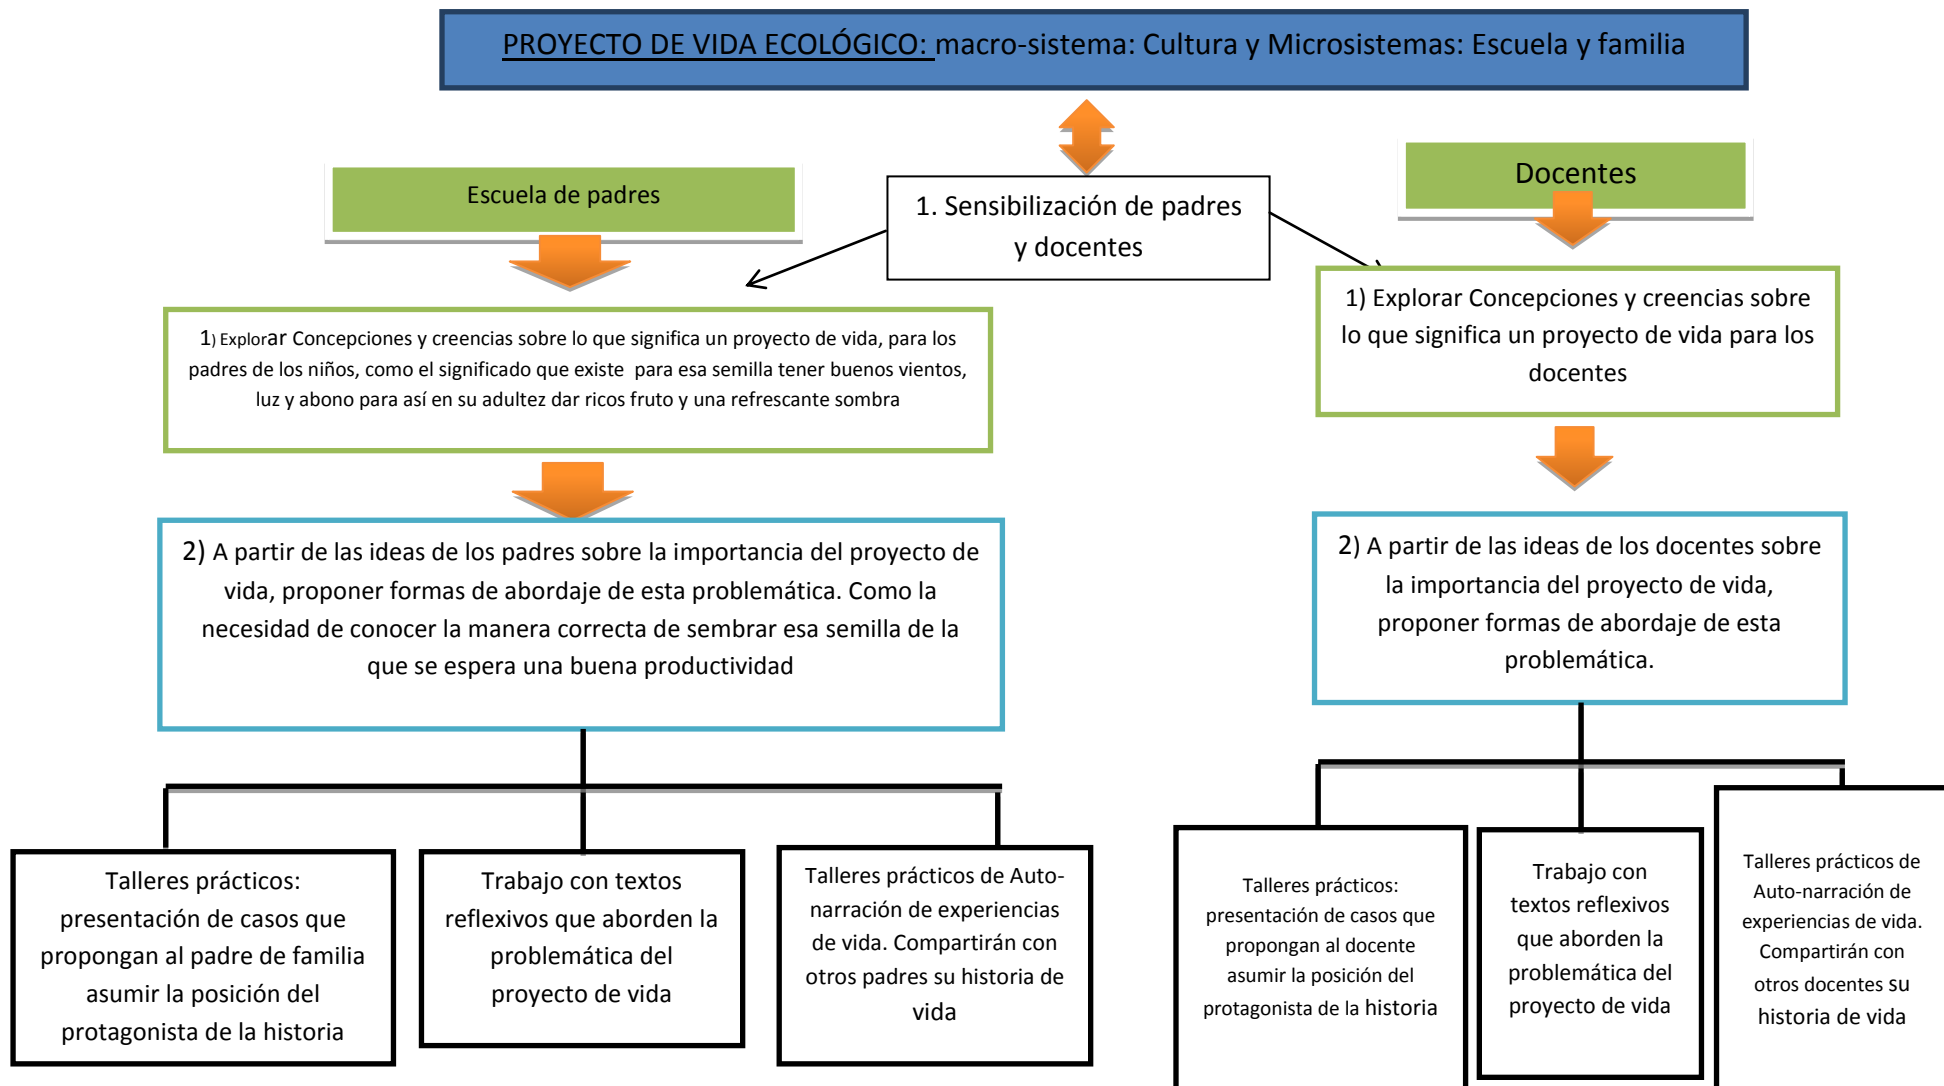 PROYECTO DE VIDA ECOLÓGICO: macro-sistema: Cultura y Microsistemas: Escuela y familia
Escuela de padres
1. Sensibilización de padres
y docentes
Docentes
1) Explorar Concepciones y creencias sobre lo que significa un proyecto de vida, para los
padres de los niños, como el significado que existe para esa semilla tener buenos vientos,
luz y abono para así en su adultez dar ricos fruto y una refrescante sombra
1) Explorar Concepciones y creencias sobre
lo que significa un proyecto de vida para los
docentes
2) A partir de las ideas de los padres sobre la importancia del proyecto de
vida, proponer formas de abordaje de esta problemática. Como la
necesidad de conocer la manera correcta de sembrar esa semilla de la
que se espera una buena productividad
2) A partir de las ideas de los docentes sobre
la importancia del proyecto de vida,
proponer formas de abordaje de esta
problemática.
Talleres prácticos:
presentación de casos que
propongan al padre de familia
asumir la posición del
protagonista de la historia
Trabajo con textos
reflexivos que aborden la
problemática del
proyecto de vida
Talleres prácticos de Auto-
narración de experiencias
de vida. Compartirán con
otros padres su historia de
vida
Talleres prácticos:
presentación de casos que
propongan al docente
asumir la posición del
protagonista de la historia
Trabajo con
textos reflexivos
que aborden la
problemática del
proyecto de vida
Talleres prácticos de
Auto-narración de
experiencias de vida.
Compartirán con
otros docentes su
historia de vida